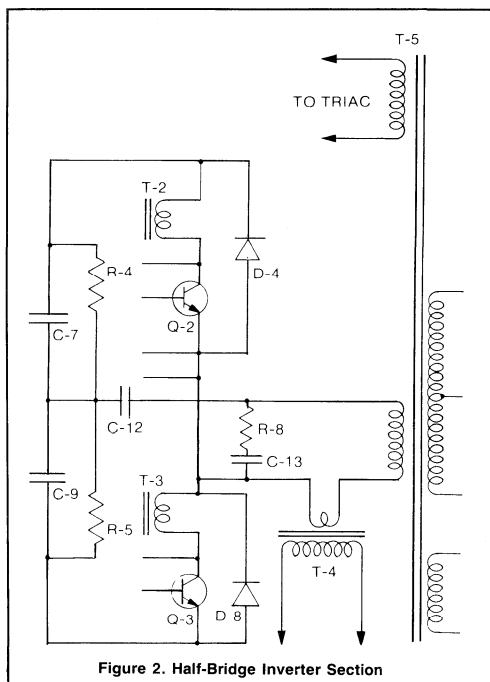 T-5
TO TRIAC
T-2
R-4
D-4
Q-2
C-7
C-12
R-8
C-13
C-9
T-3
R-5
T-4
Q-3
D 8
Figure 2. Half-Bridge Inverter Section